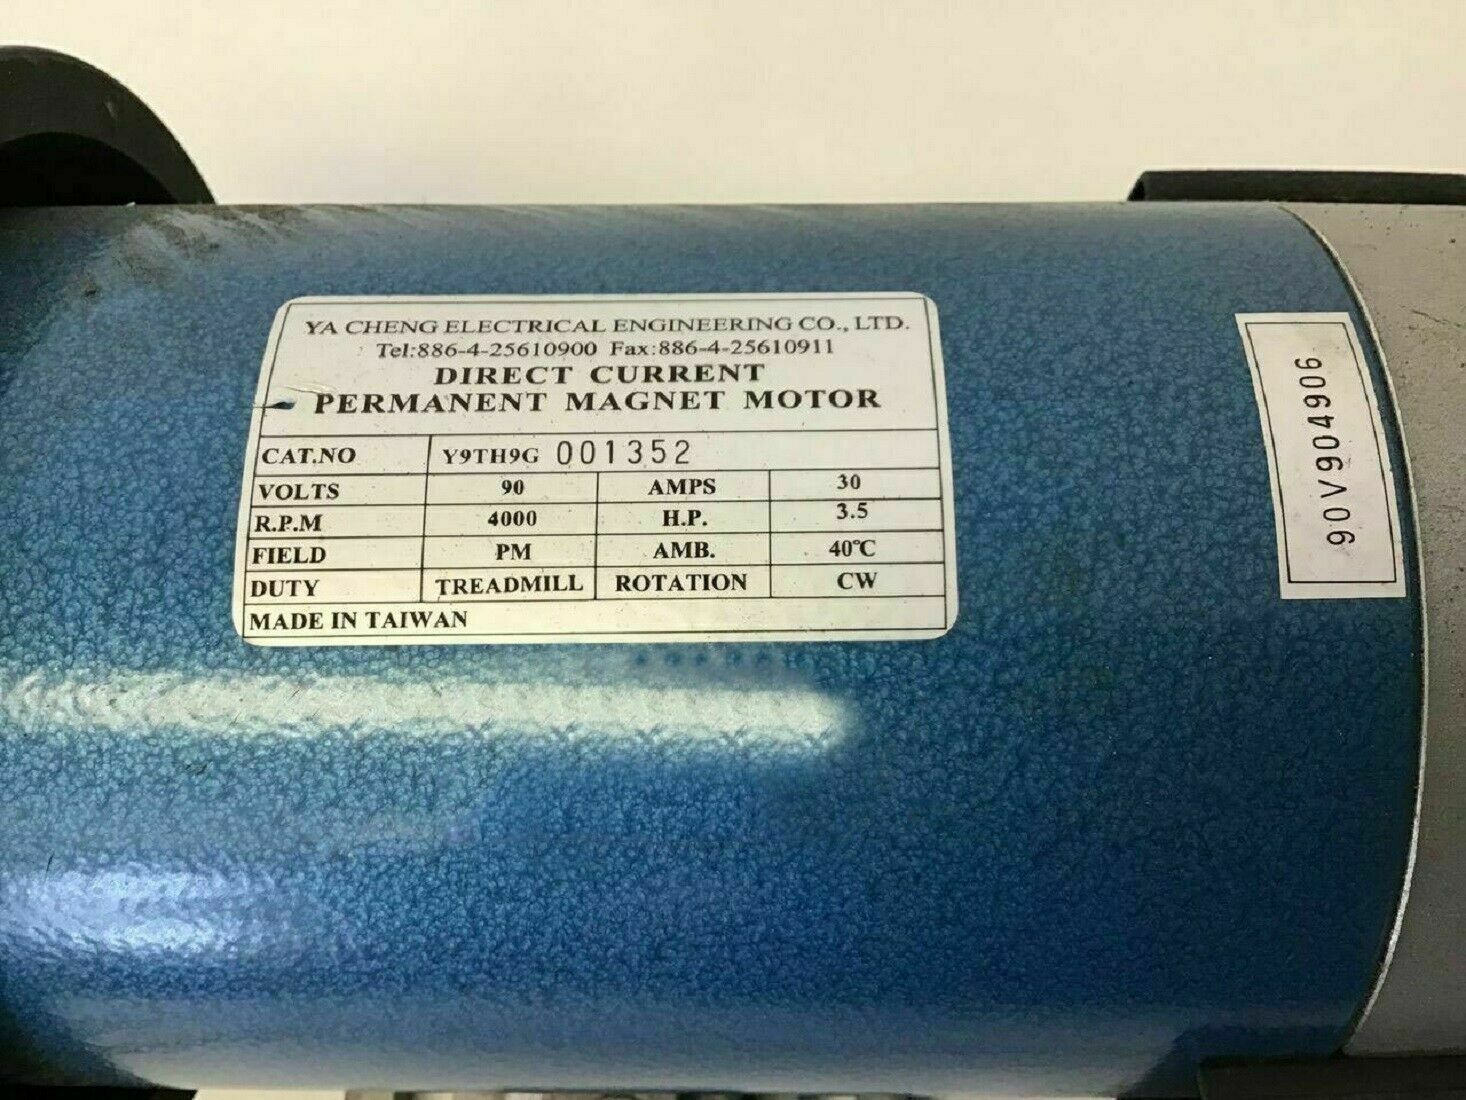 YA CHENG ELECTRICAL ENGINEERING CO., LTD.
Tel:886-4-25610900 Fax:886-4-25610911
DIRECT CURRENT
PERMANENT MAGNET MOTOR
CAT.NO Y9TH9G 001352
VOLTS 90 AMPS 30
R.P.M 4000 H.P. 3.5
FIELD PM AMB. 40℃
DUTY TREADMILL ROTATION CW
MADE IN TAIWAN
90V904906